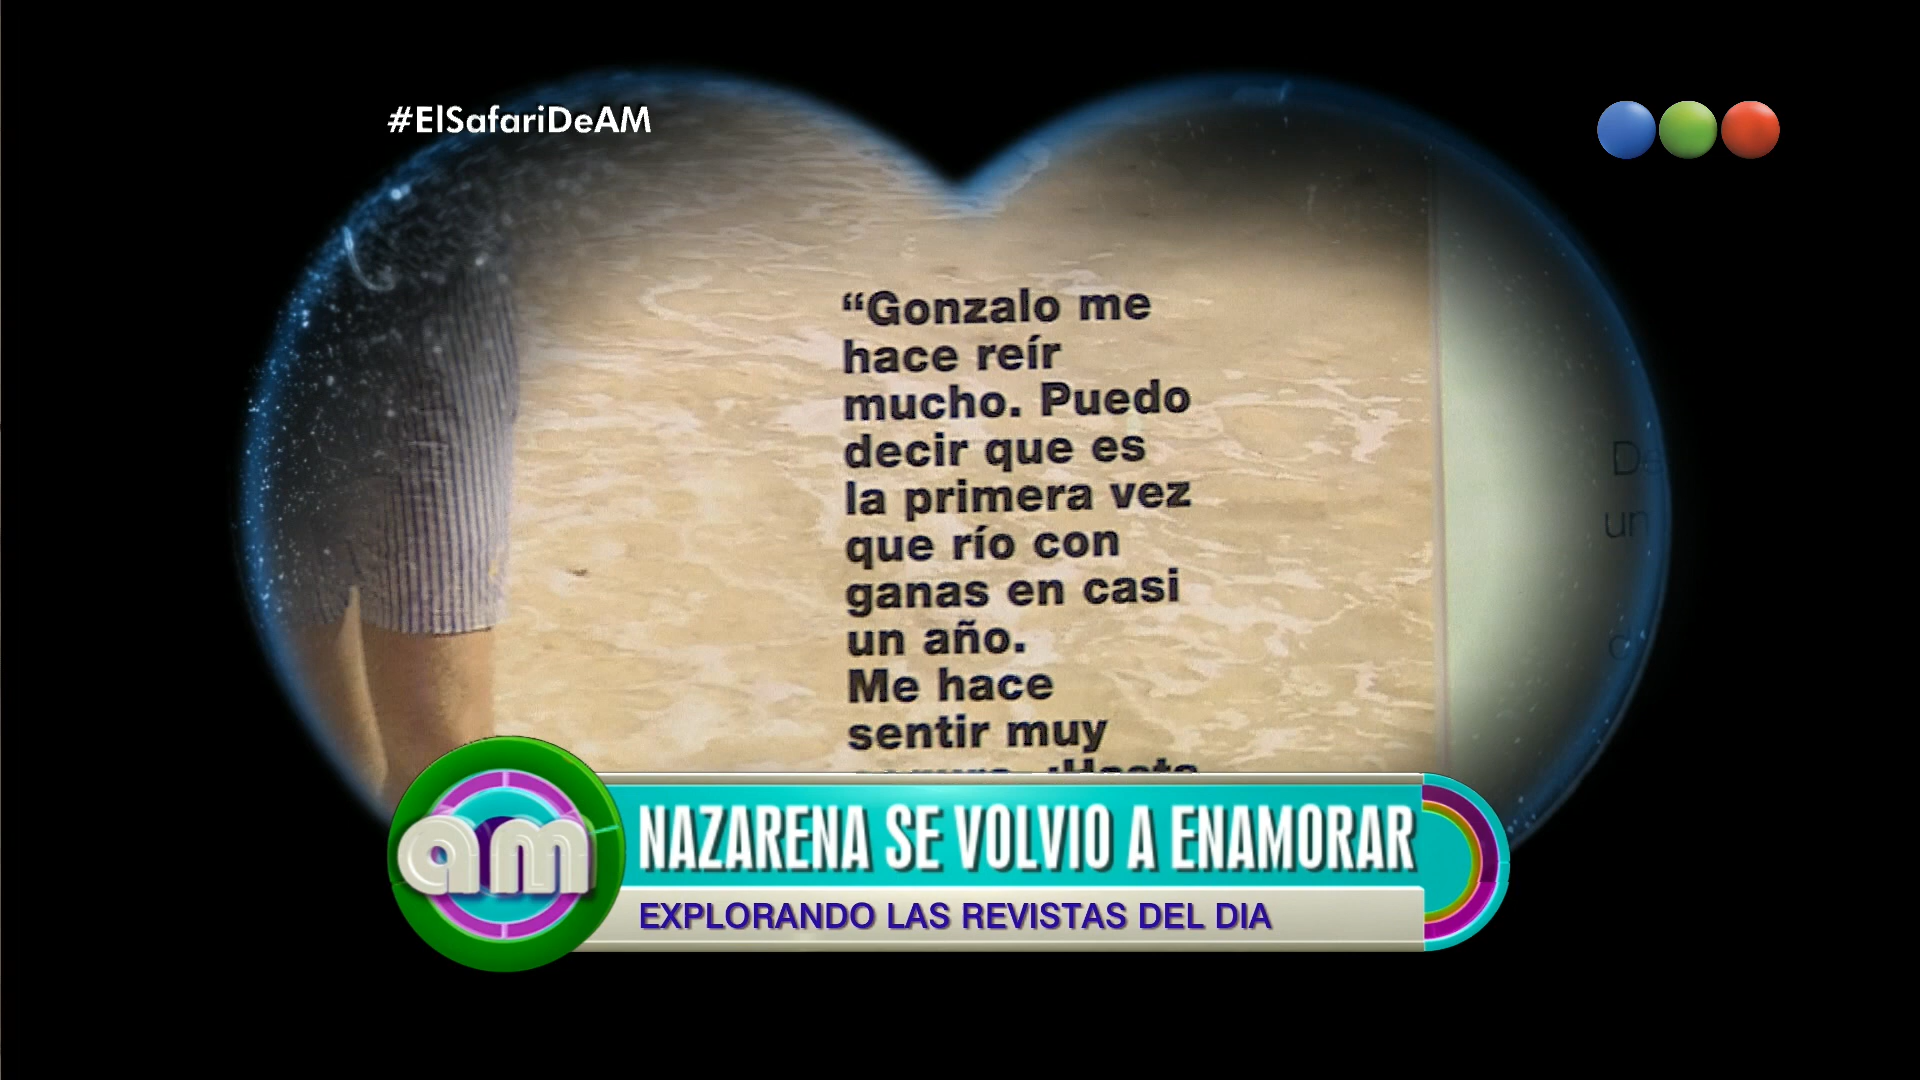 #ElSafariDeAM
“Gonzalo me
hace reír
mucho. Puedo
decir que es
la primera vez
que río con
ganas en casi
un año.
Me hace
sentir muy
am
NAZARENA SE VOLVIO A ENAMORAR
EXPLORANDO LAS REVISTAS DEL DIA